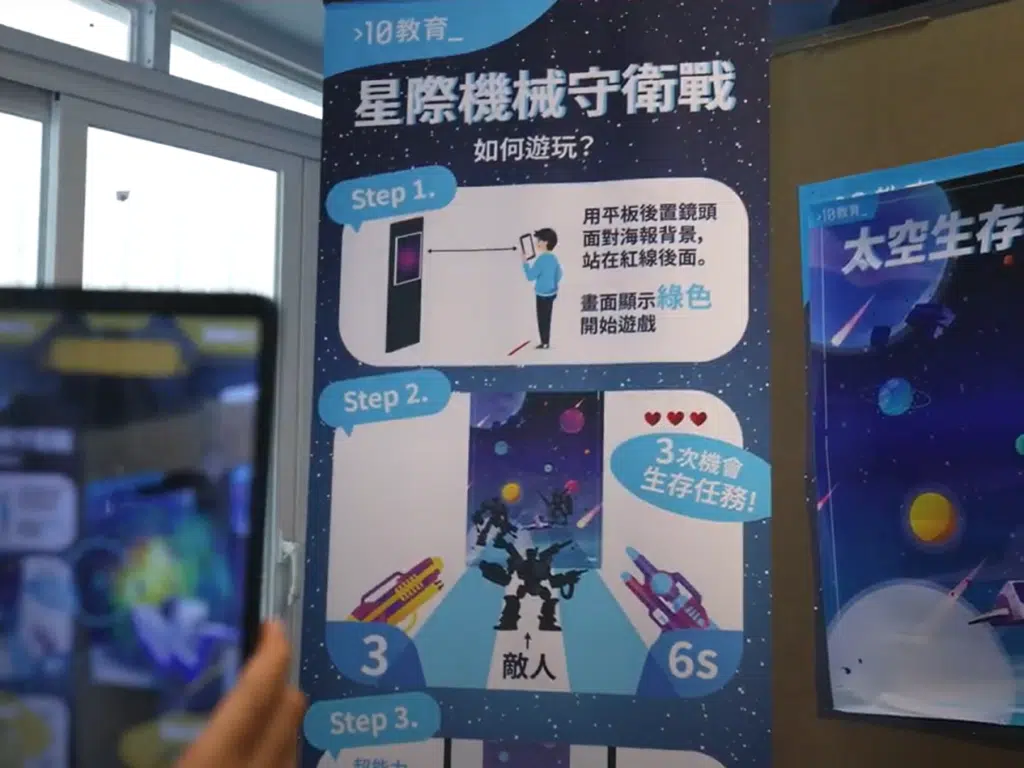 >10教育_
星際機械守衛戰
如何遊玩?
Step 1.
用平板後置鏡頭
面對海報背景,
站在紅線後面。
畫面顯示綠色
開始遊戲
Step 2.
3次機會
生存任務!
3
↑
敵人
6s
Step 3.
超能力
>10教育_
太空生存